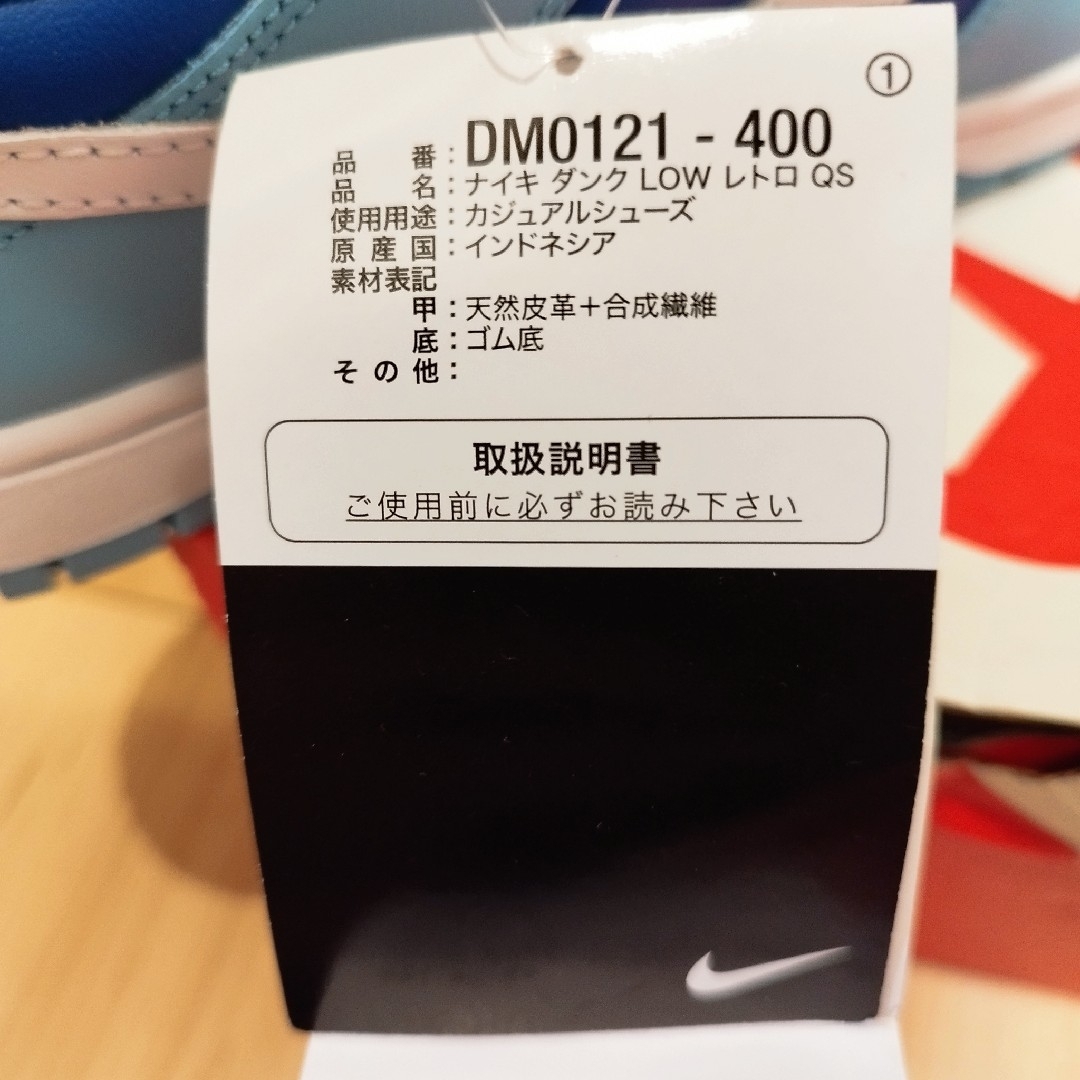 ①
品番：DM0121 - 400
品名：ナイキ ダンク LOW レトロ QS
使用用途：カジュアルシューズ
原産国：インドネシア
素材表記
甲：天然皮革＋合成繊維
底：ゴム底
その他：
取扱説明書
ご使用前に必ずお読み下さい